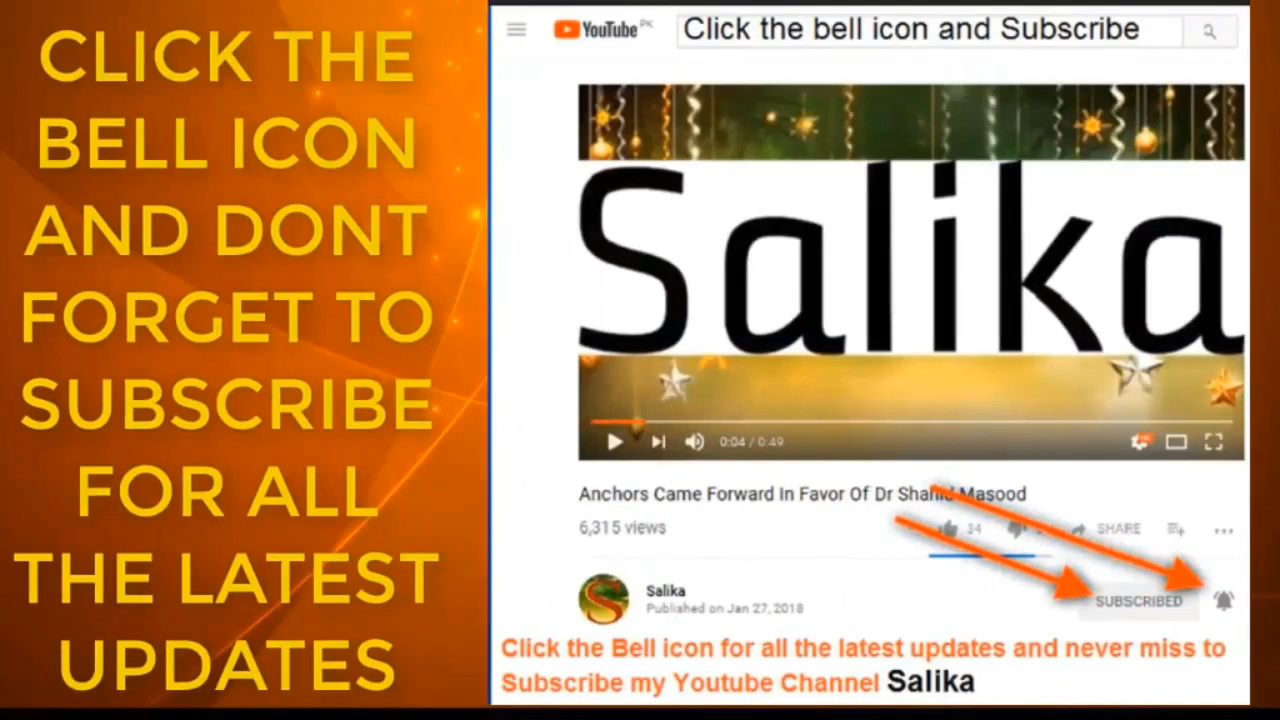 CLICK THE
BELL ICON
AND DONT
FORGET TO
SUBSCRIBE
FOR ALL
THE LATEST
UPDATES
YouTube PK
Click the bell icon and Subscribe
Salika
0:04 / 0:49
Anchors Came Forward In Favor Of Dr Shahid Masood
6,315 views
34
SHARE
Salika
Published on Jan 27, 2018
SUBSCRIBED
Click the Bell icon for all the latest updates and never miss to
Subscribe my Youtube Channel Salika